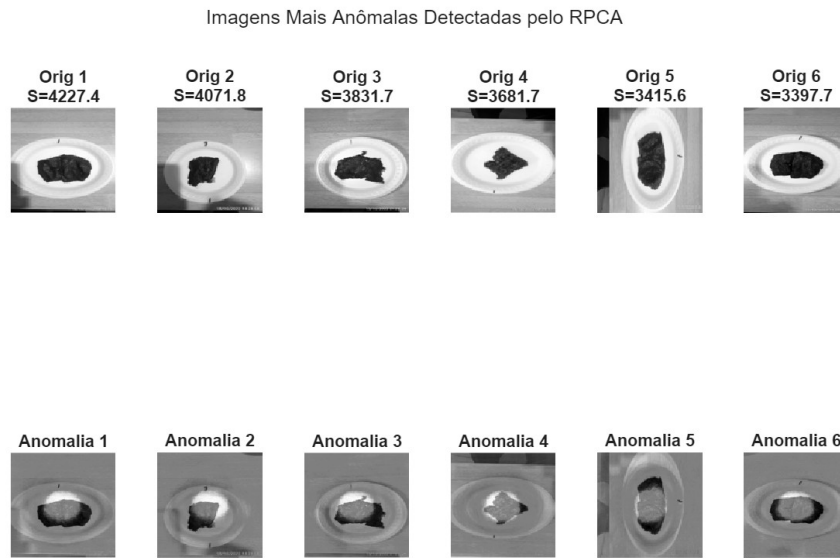 Imagens Mais Anômalas Detectadas pelo RPCA
Orig 1
S=4227.4
Orig 2
S=4071.8
Orig 3
S=3831.7
Orig 4
S=3681.7
Orig 5
S=3415.6
Orig 6
S=3397.7
Anomalia 1
Anomalia 2
Anomalia 3
Anomalia 4
Anomalia 5
Anomalia 6